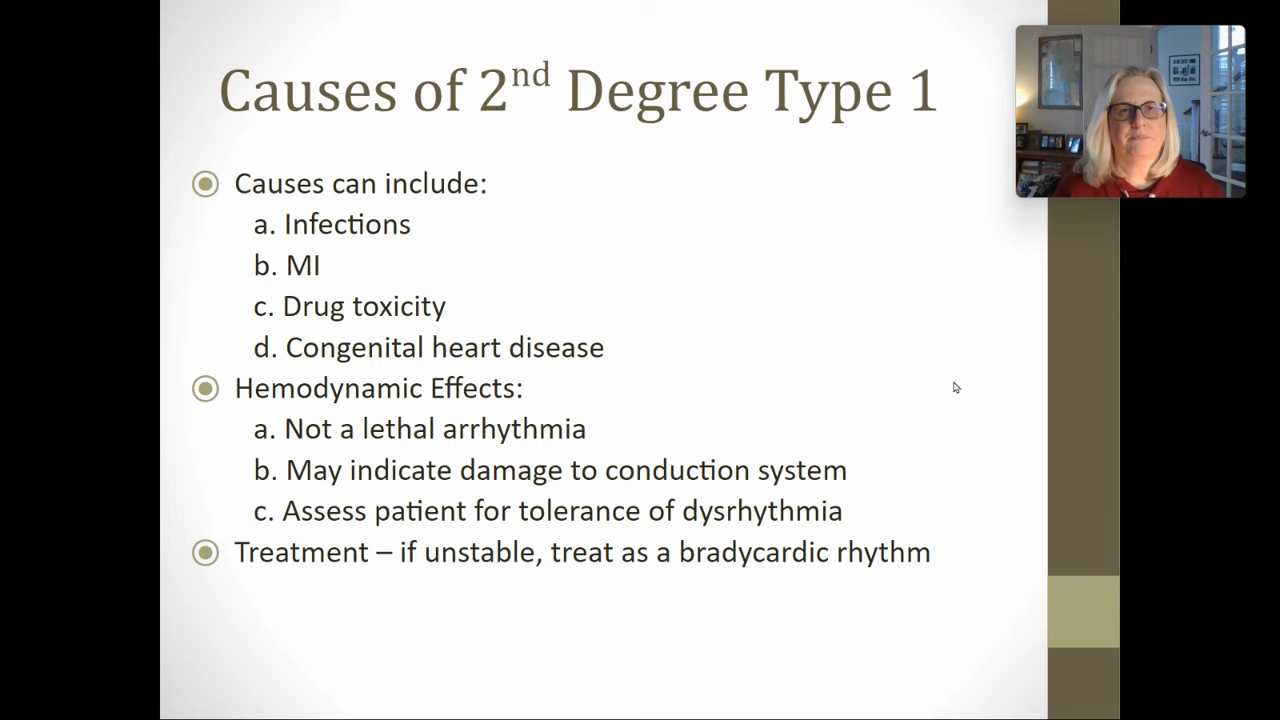 Causes of 2nd Degree Type 1
Causes can include:
a. Infections
b. MI
c. Drug toxicity
d. Congenital heart disease
Hemodynamic Effects:
a. Not a lethal arrhythmia
b. May indicate damage to conduction system
c. Assess patient for tolerance of dysrhythmia
Treatment – if unstable, treat as a bradycardic rhythm